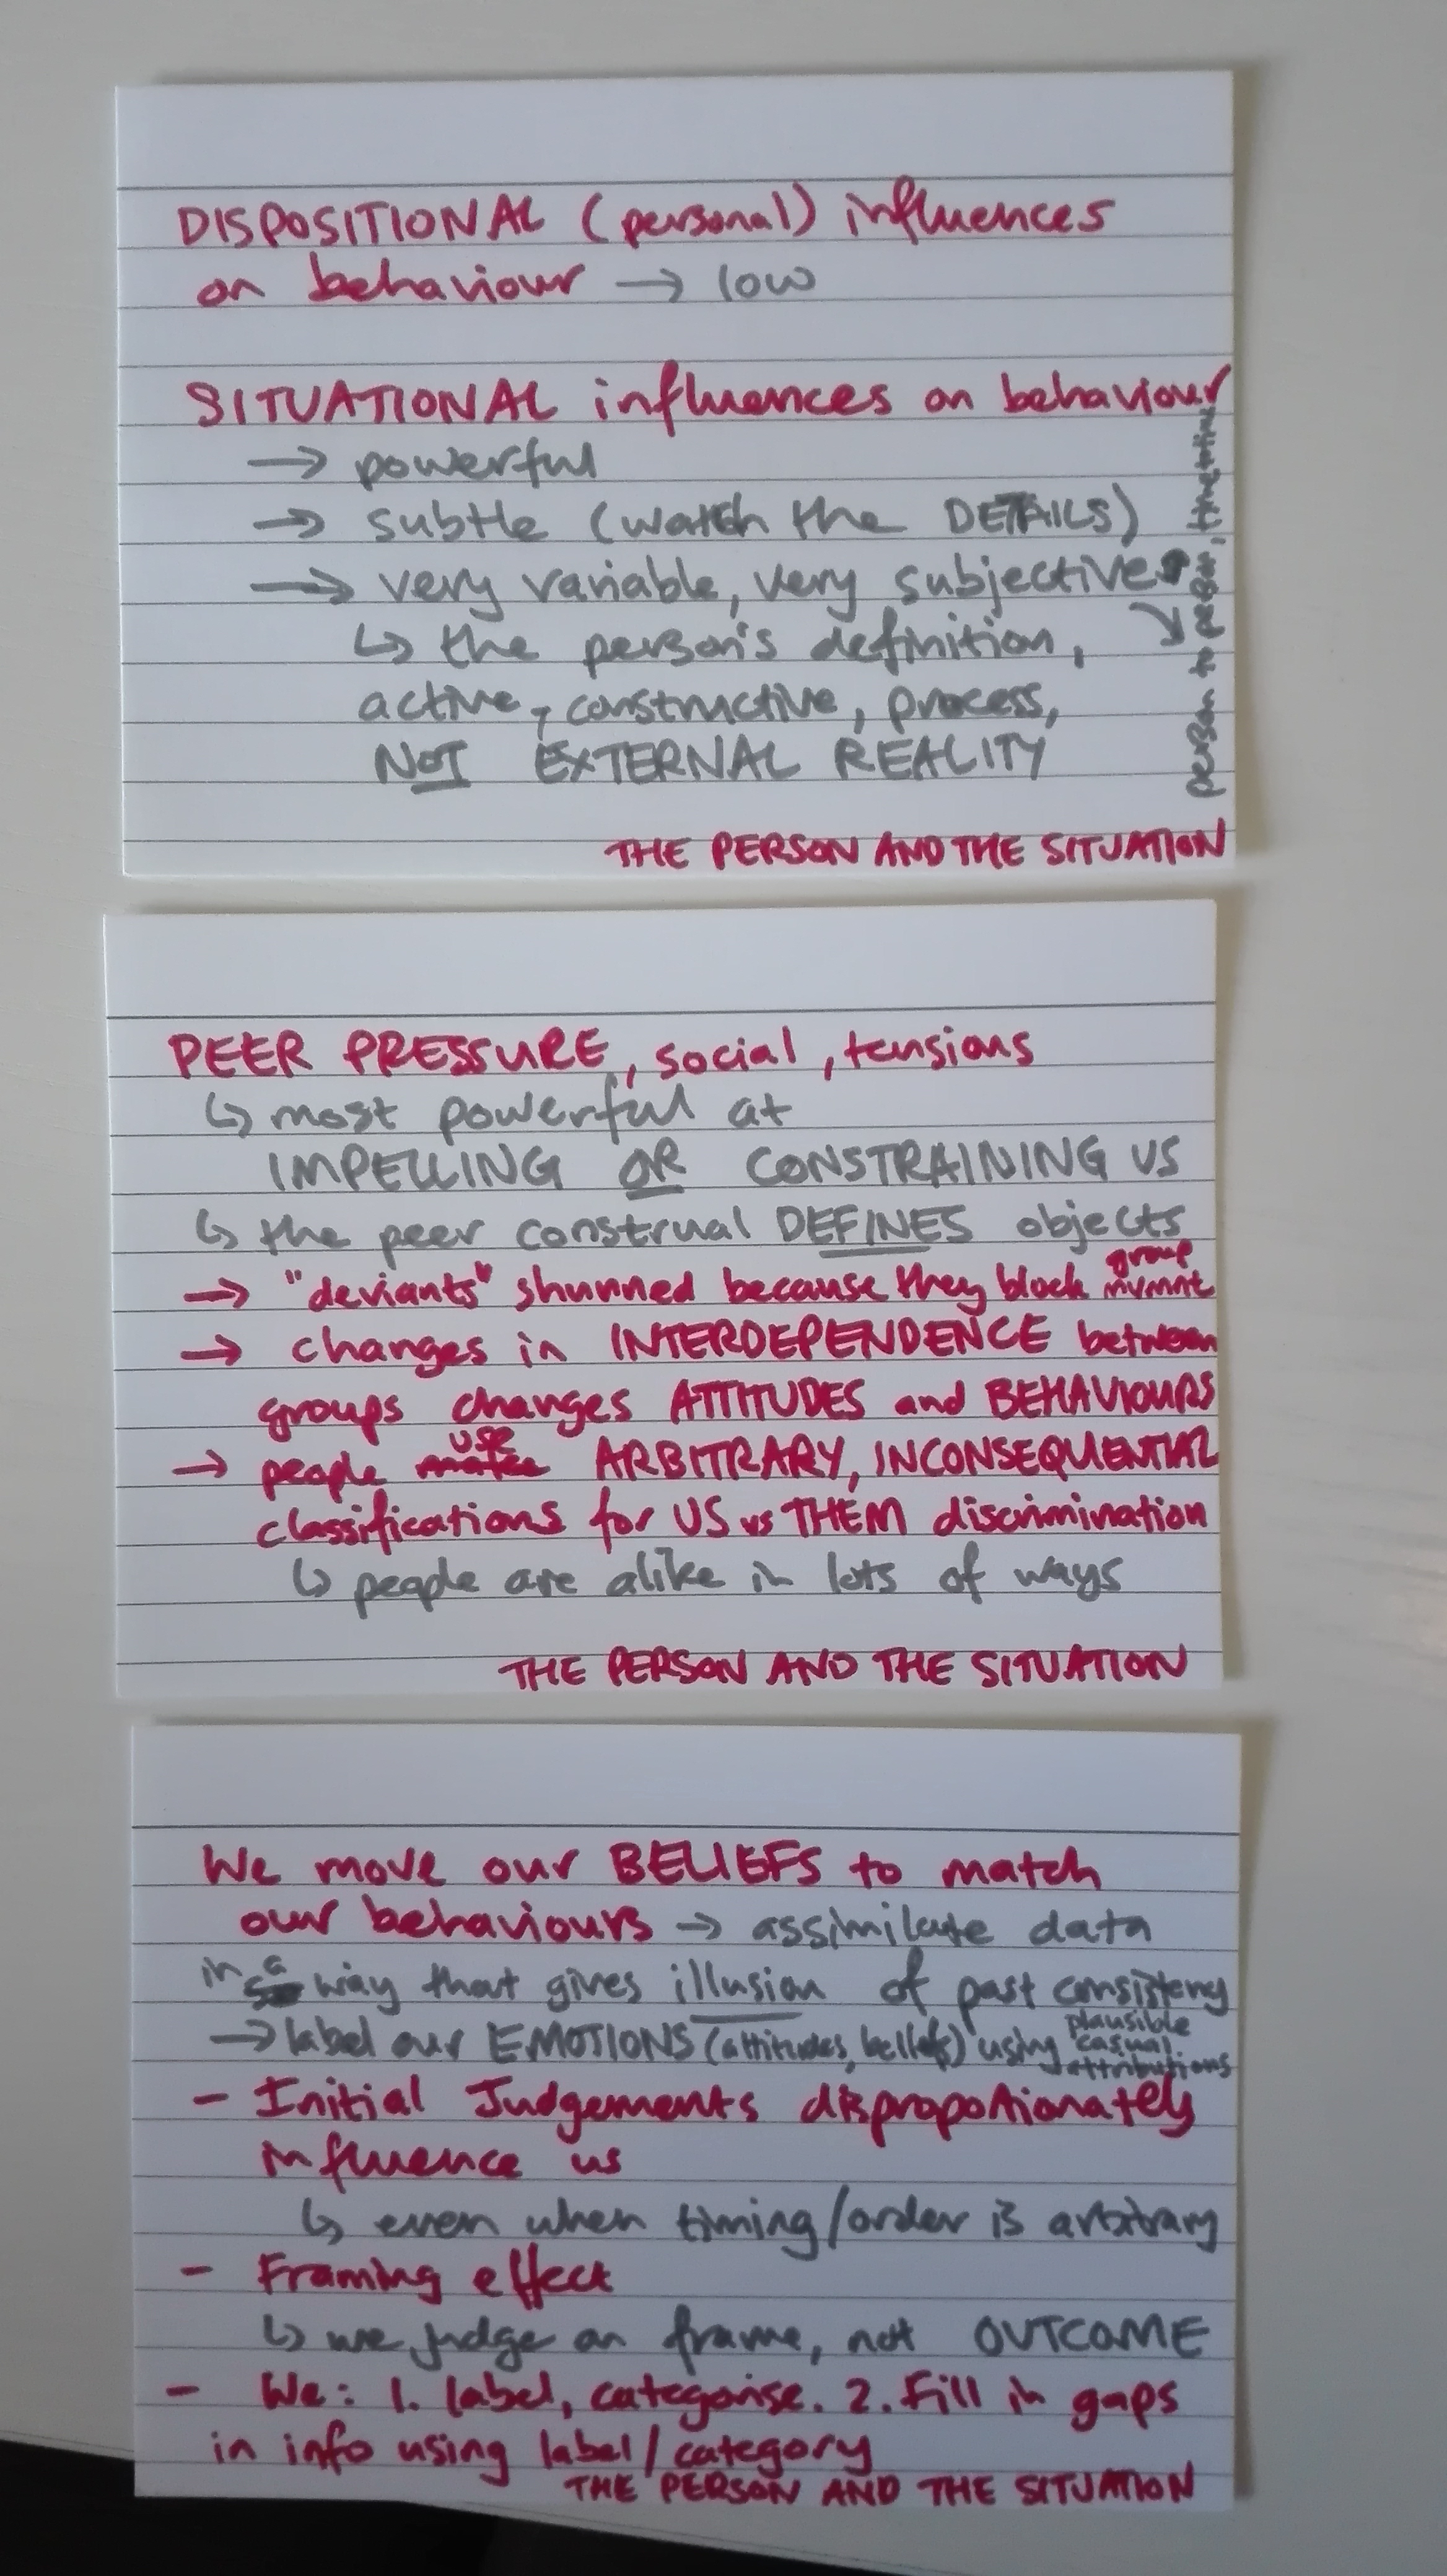 DISPOSITIONAL (personal) influences
on behaviour → low
SITUATIONAL influences on behaviour
→ powerful
→ subtle (watch the DETAILS)
→ very variable, very subjective
person to person, time to time
↳ the person's definition,
active, constructive, process,
NOT EXTERNAL REALITY
THE PERSON AND THE SITUATION
PEER PRESSURE, social, tensions
↳ most powerful at
IMPELLING OR CONSTRAINING US
↳ the peer construal DEFINES objects
→ "deviants" shunned because they block group mvmnt
→ changes in INTERDEPENDENCE between
groups changes ATTITUDES and BEHAVIOURS
→ people use ARBITRARY, INCONSEQUENTIAL
classifications for US vs THEM discrimination
↳ people are alike in lots of ways
THE PERSON AND THE SITUATION
We move our BELIEFS to match
our behaviours → assimilate data
in a way that gives illusion of past consistency
→ label our EMOTIONS (attitudes, beliefs) using plausible casual attributions
- Initial Judgements disproportionately
influence us
↳ even when timing/order is arbitrary
- Framing effect
↳ we judge on frame, not OUTCOME
- We: 1. label, categorise. 2. Fill in gaps
in info using label/category
THE PERSON AND THE SITUATION